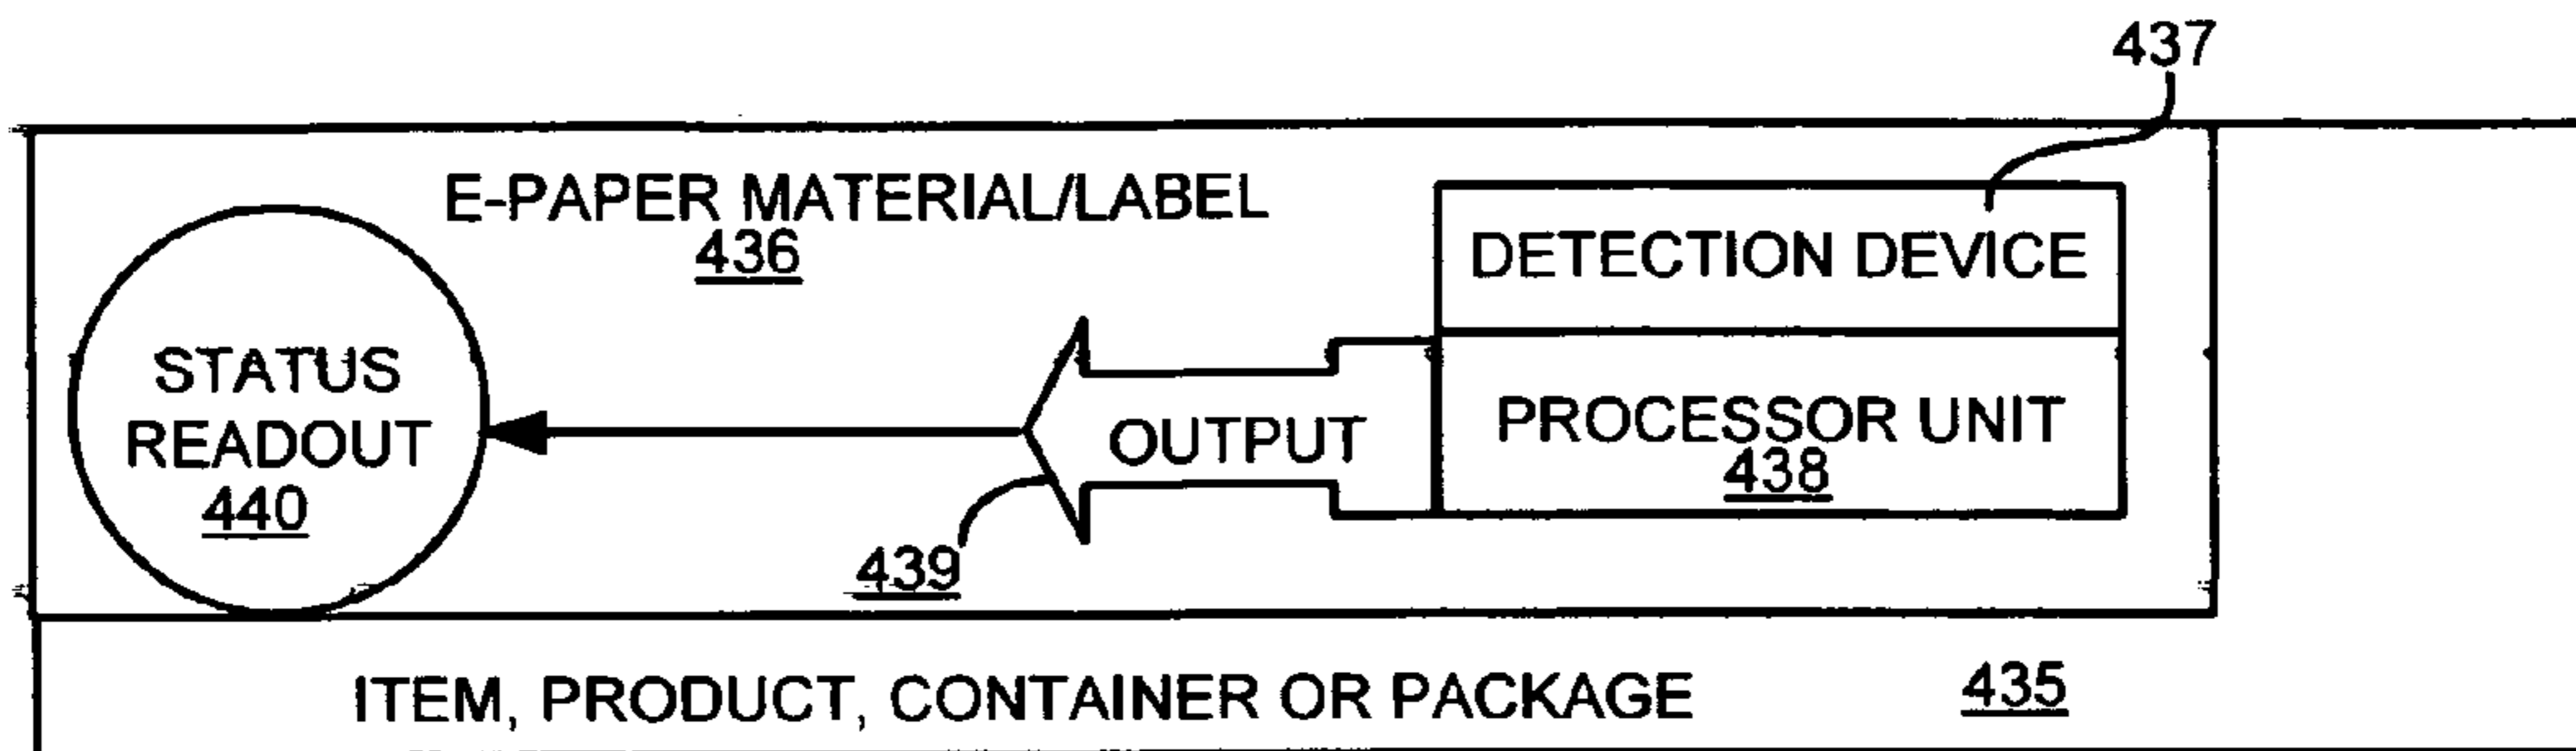 437
E-PAPER MATERIAL/LABEL
436
DETECTION DEVICE
STATUS
READOUT
440
OUTPUT
439
PROCESSOR UNIT
438
ITEM, PRODUCT, CONTAINER OR PACKAGE 435